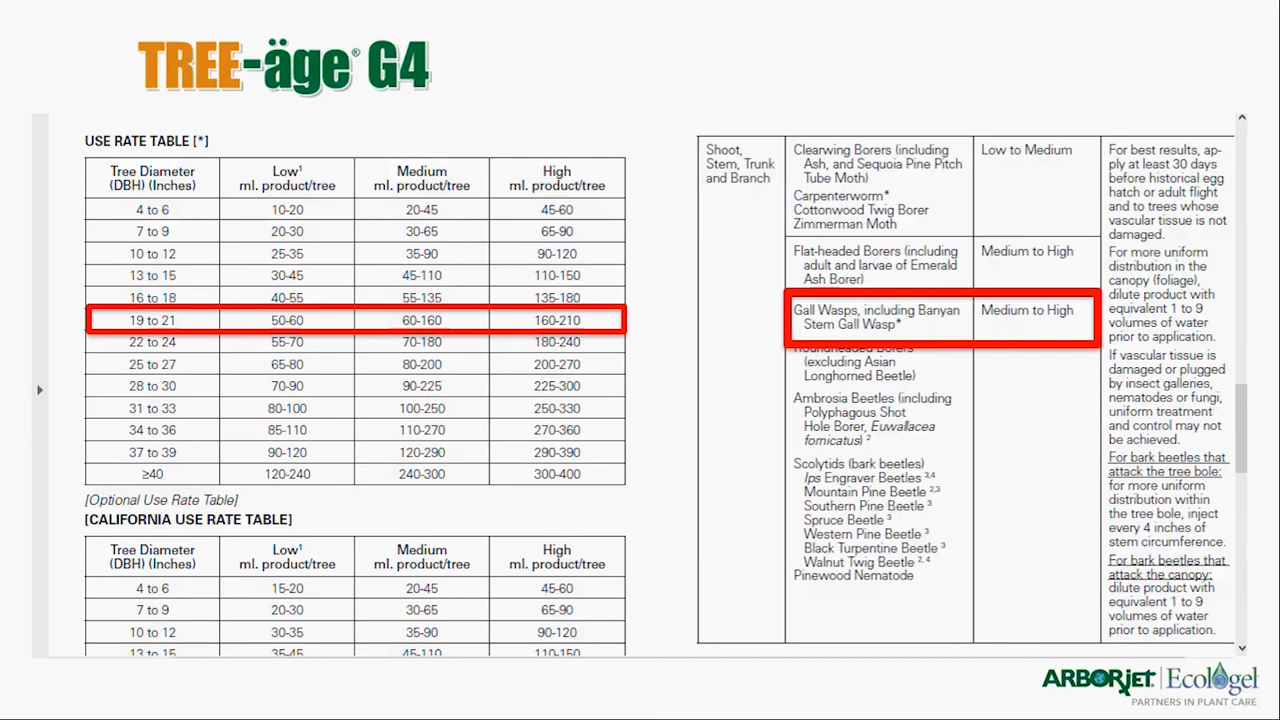 TREE-äge® G4
USE RATE TABLE [*]
Tree Diameter (DBH) (Inches) Low¹ ml. product/tree Medium ml. product/tree High ml. product/tree
4 to 6 10-20 20-45 45-60
7 to 9 20-30 30-65 65-90
10 to 12 25-35 35-90 90-120
13 to 15 30-45 45-110 110-150
16 to 18 40-55 55-135 135-180
19 to 21 50-60 60-160 160-210
22 to 24 55-70 70-180 180-240
25 to 27 65-80 80-200 200-270
28 to 30 70-90 90-225 225-300
31 to 33 80-100 100-250 250-330
34 to 36 85-110 110-270 270-360
37 to 39 90-120 120-290 290-390
≥40 120-240 240-300 300-400
[Optional Use Rate Table]
[CALIFORNIA USE RATE TABLE]
Tree Diameter (DBH) (Inches) Low¹ ml. product/tree Medium ml. product/tree High ml. product/tree
4 to 6 15-20 20-45 45-60
7 to 9 20-30 30-65 65-90
10 to 12 30-35 35-90 90-120
13 to 15 35-45 45-110 110-150
Shoot,
Stem, Trunk
and Branch
Clearwing Borers (including
Ash, and Sequoia Pine Pitch
Tube Moth)
Carpenterworm*
Cottonwood Twig Borer
Zimmerman Moth
Low to Medium
Flat-headed Borers (including
adult and larvae of Emerald
Ash Borer)
Medium to High
Gall Wasps, including Banyan
Stem Gall Wasp*
Medium to High
Roundheaded Borers
(excluding Asian
Longhorned Beetle)
Ambrosia Beetles (including
Polyphagous Shot
Hole Borer, Euwallacea
fornicatus) ²
Scolytids (bark beetles)
Ips Engraver Beetles ³,⁴
Mountain Pine Beetle ²,³
Southern Pine Beetle ³
Spruce Beetle ³
Western Pine Beetle ³
Black Turpentine Beetle ³
Walnut Twig Beetle ²,⁴
Pinewood Nematode
For best results, ap-
ply at least 30 days
before historical egg
hatch or adult flight
and to trees whose
vascular tissue is not
damaged.
For more uniform
distribution in the
canopy (foliage),
dilute product with
equivalent 1 to 9
volumes of water
prior to application.
If vascular tissue is
damaged or plugged
by insect galleries,
nematodes or fungi,
uniform treatment
and control may not
be achieved.
For bark beetles that
attack the tree bole:
for more uniform
distribution within
the tree bole, inject
every 4 inches of
stem circumference.
For bark beetles that
attack the canopy:
dilute product with
equivalent 1 to 9
volumes of water
prior to application.
ARBORjET® | Ecologel
PARTNERS IN PLANT CARE